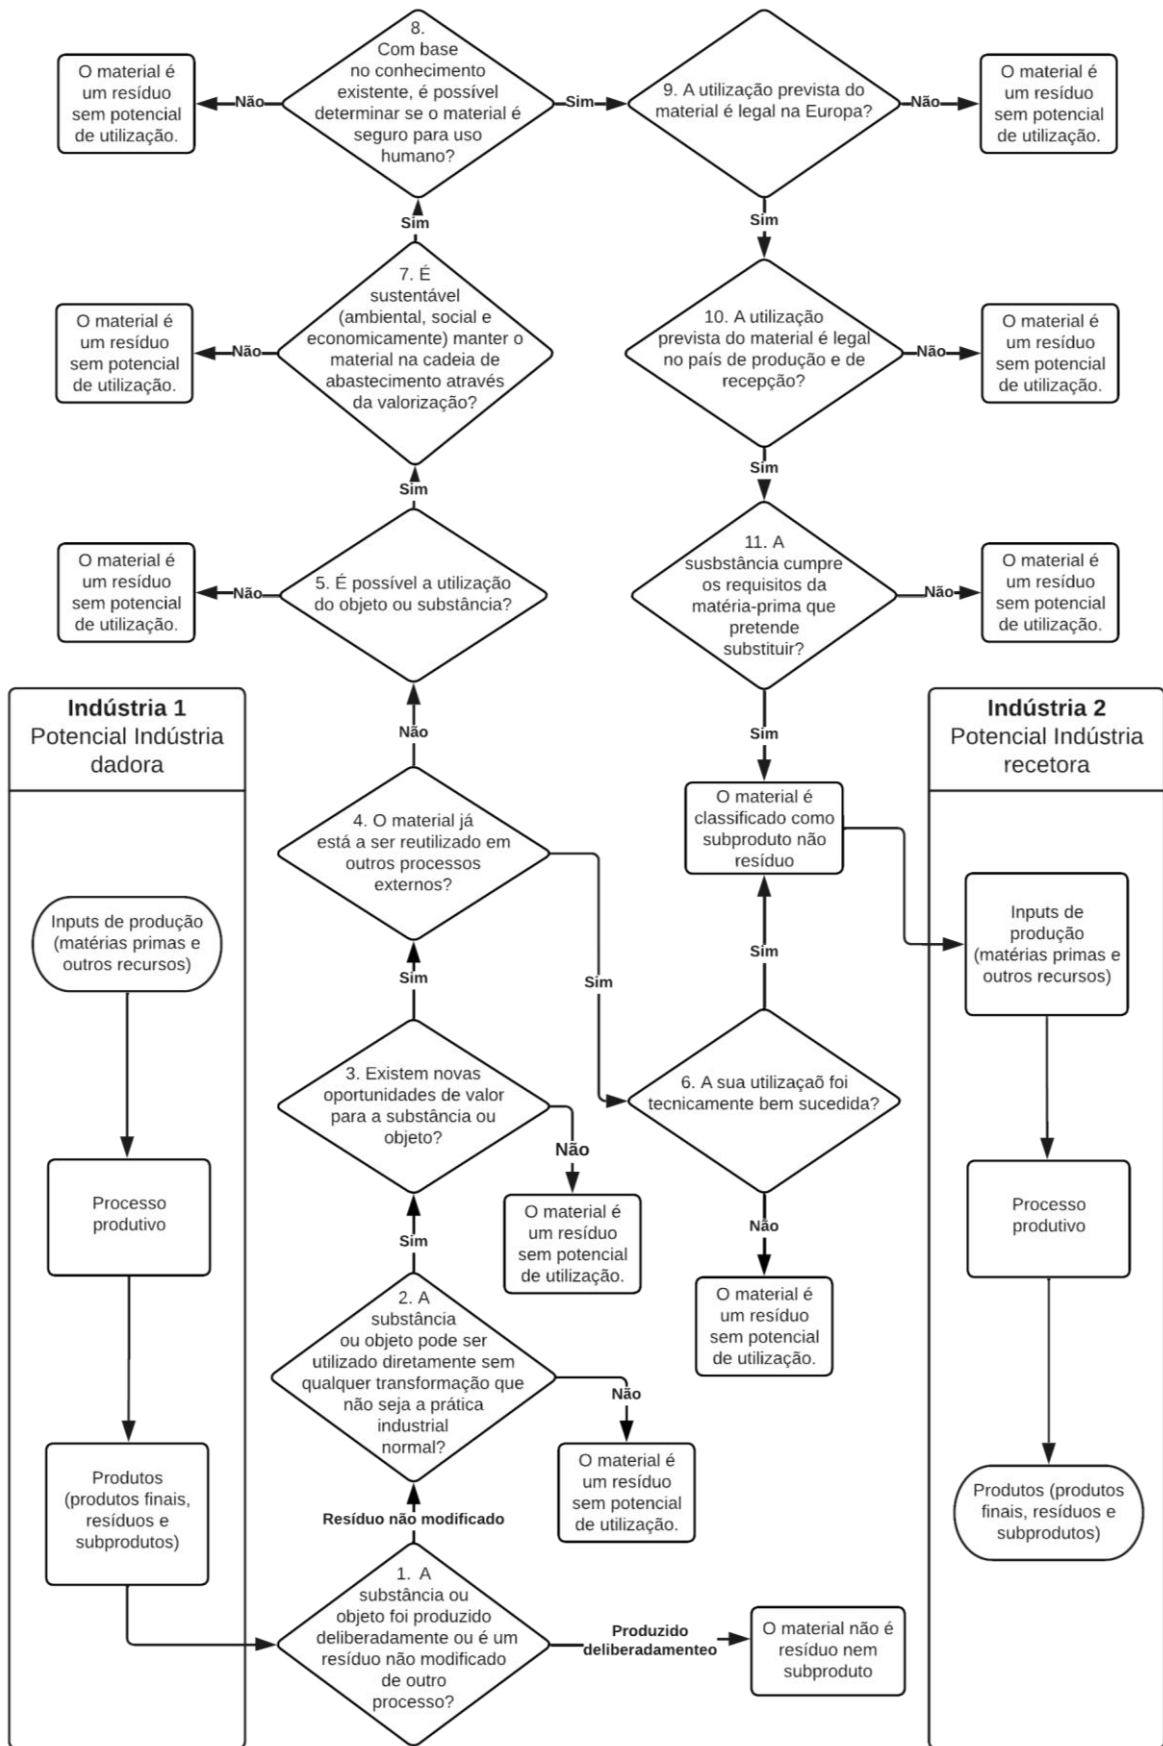 8.
Com base
no conhecimento
existente, é possível
determinar se o material é
seguro para uso
humano?
O material é
um resíduo
sem potencial
de utilização.
Não
Sim
9. A utilização prevista do
material é legal na Europa?
Não
O material é
um resíduo
sem potencial
de utilização.
Sim
Sim
7. É
sustentável
(ambiental, social e
economicamente) manter o
material na cadeia de
abastecimento através
da valorização?
O material é
um resíduo
sem potencial
de utilização.
Não
10. A utilização
prevista do material é legal
no país de produção e de
recepção?
Não
O material é
um resíduo
sem potencial
de utilização.
Sim
Sim
5. É possível a utilização
do objeto ou substância?
O material é
um resíduo
sem potencial
de utilização.
Não
11. A
susbstância cumpre
os requisitos da
matéria-prima que
pretende
substituir?
Não
O material é
um resíduo
sem potencial
de utilização.
Indústria 1
Potencial Indústria
dadora
Não
Sim
Indústria 2
Potencial Indústria
recetora
4. O material já
está a ser reutilizado em
outros processos
externos?
O material é
classificado como
subproduto não
resíduo
Inputs de produção
(matérias primas e
outros recursos)
Inputs de
produção
(matérias primas e
outros recursos)
Sim
Sim
Sim
3. Existem novas
oportunidades de valor
para a substância ou
objeto?
6. A sua utilizaçaõ foi
tecnicamente bem sucedida?
Não
Processo
produtivo
O material é
um resíduo
sem potencial
de utilização.
Não
Processo
produtivo
Sim
O material é
um resíduo
sem potencial
de utilização.
2. A
substância
ou objeto pode ser
utilizado diretamente sem
qualquer transformação que
não seja a prática
industrial
normal?
Não
O material é
um resíduo
sem potencial
de utilização.
Produtos
(produtos finais,
resíduos e
subprodutos)
Produtos (produtos
finais, resíduos e
subprodutos)
Resíduo não modificado
1. A
substância ou
objeto foi produzido
deliberadamente ou é um
resíduo não modificado
de outro
processo?
Produzido
deliberadamenteo
O material não é
resíduo nem
subproduto